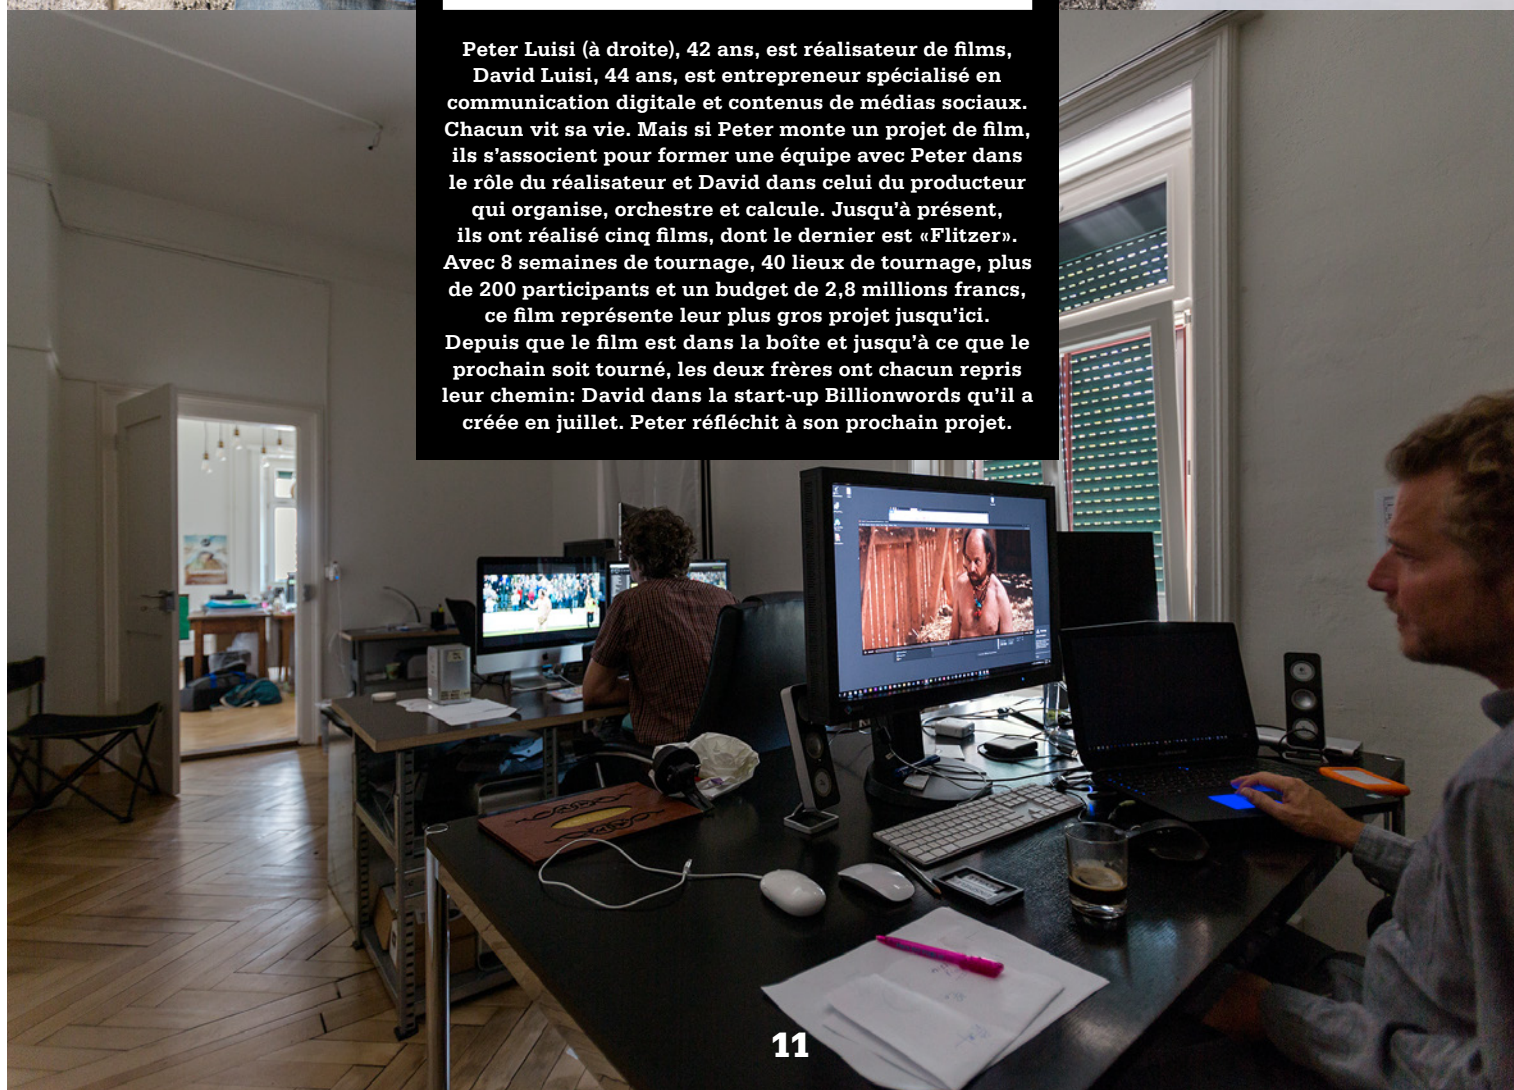 Peter Luisi (à droite), 42 ans, est réalisateur de films,
David Luisi, 44 ans, est entrepreneur spécialisé en
communication digitale et contenus de médias sociaux.
Chacun vit sa vie. Mais si Peter monte un projet de film,
ils s’associent pour former une équipe avec Peter dans
le rôle du réalisateur et David dans celui du producteur
qui organise, orchestre et calcule. Jusqu’à présent,
ils ont réalisé cinq films, dont le dernier est «Flitzer».
Avec 8 semaines de tournage, 40 lieux de tournage, plus
de 200 participants et un budget de 2,8 millions francs,
ce film représente leur plus gros projet jusqu’ici.
Depuis que le film est dans la boîte et jusqu’à ce que le
prochain soit tourné, les deux frères ont chacun repris
leur chemin: David dans la start-up Billionwords qu’il a
créée en juillet. Peter réfléchit à son prochain projet.
11